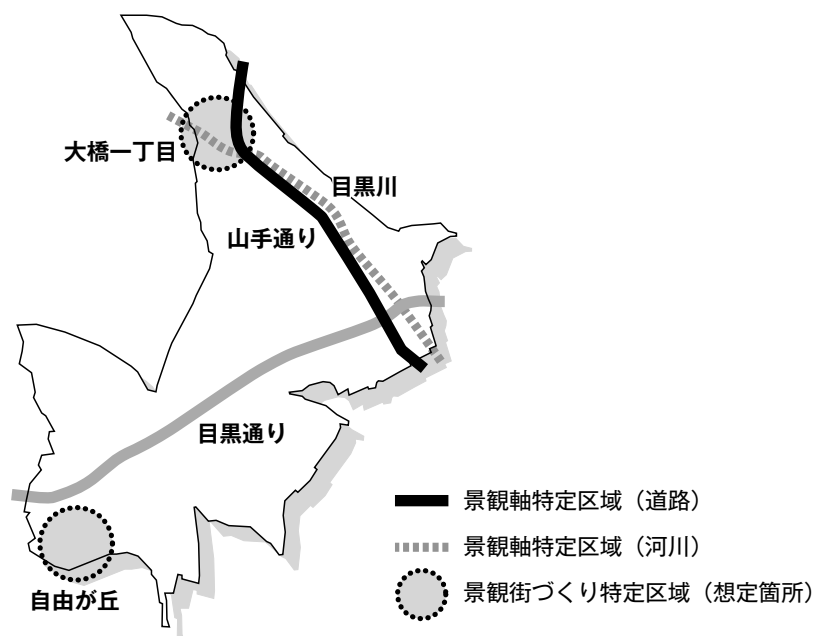 大橋一丁目
目黒川
山手通り
目黒通り
自由が丘
景観軸特定区域（道路）
景観軸特定区域（河川）
景観街づくり特定区域（想定箇所）